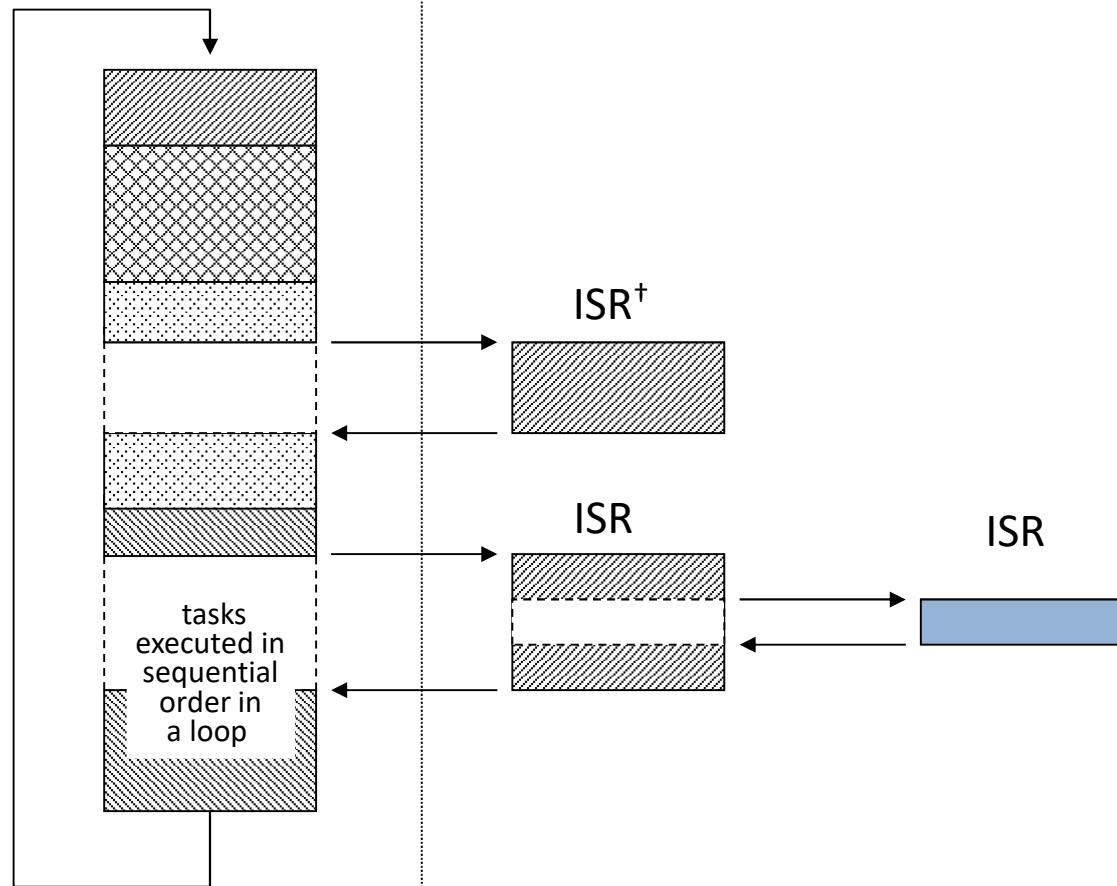 ISR†
ISR
ISR
tasks
executed in
sequential
order in
a loop